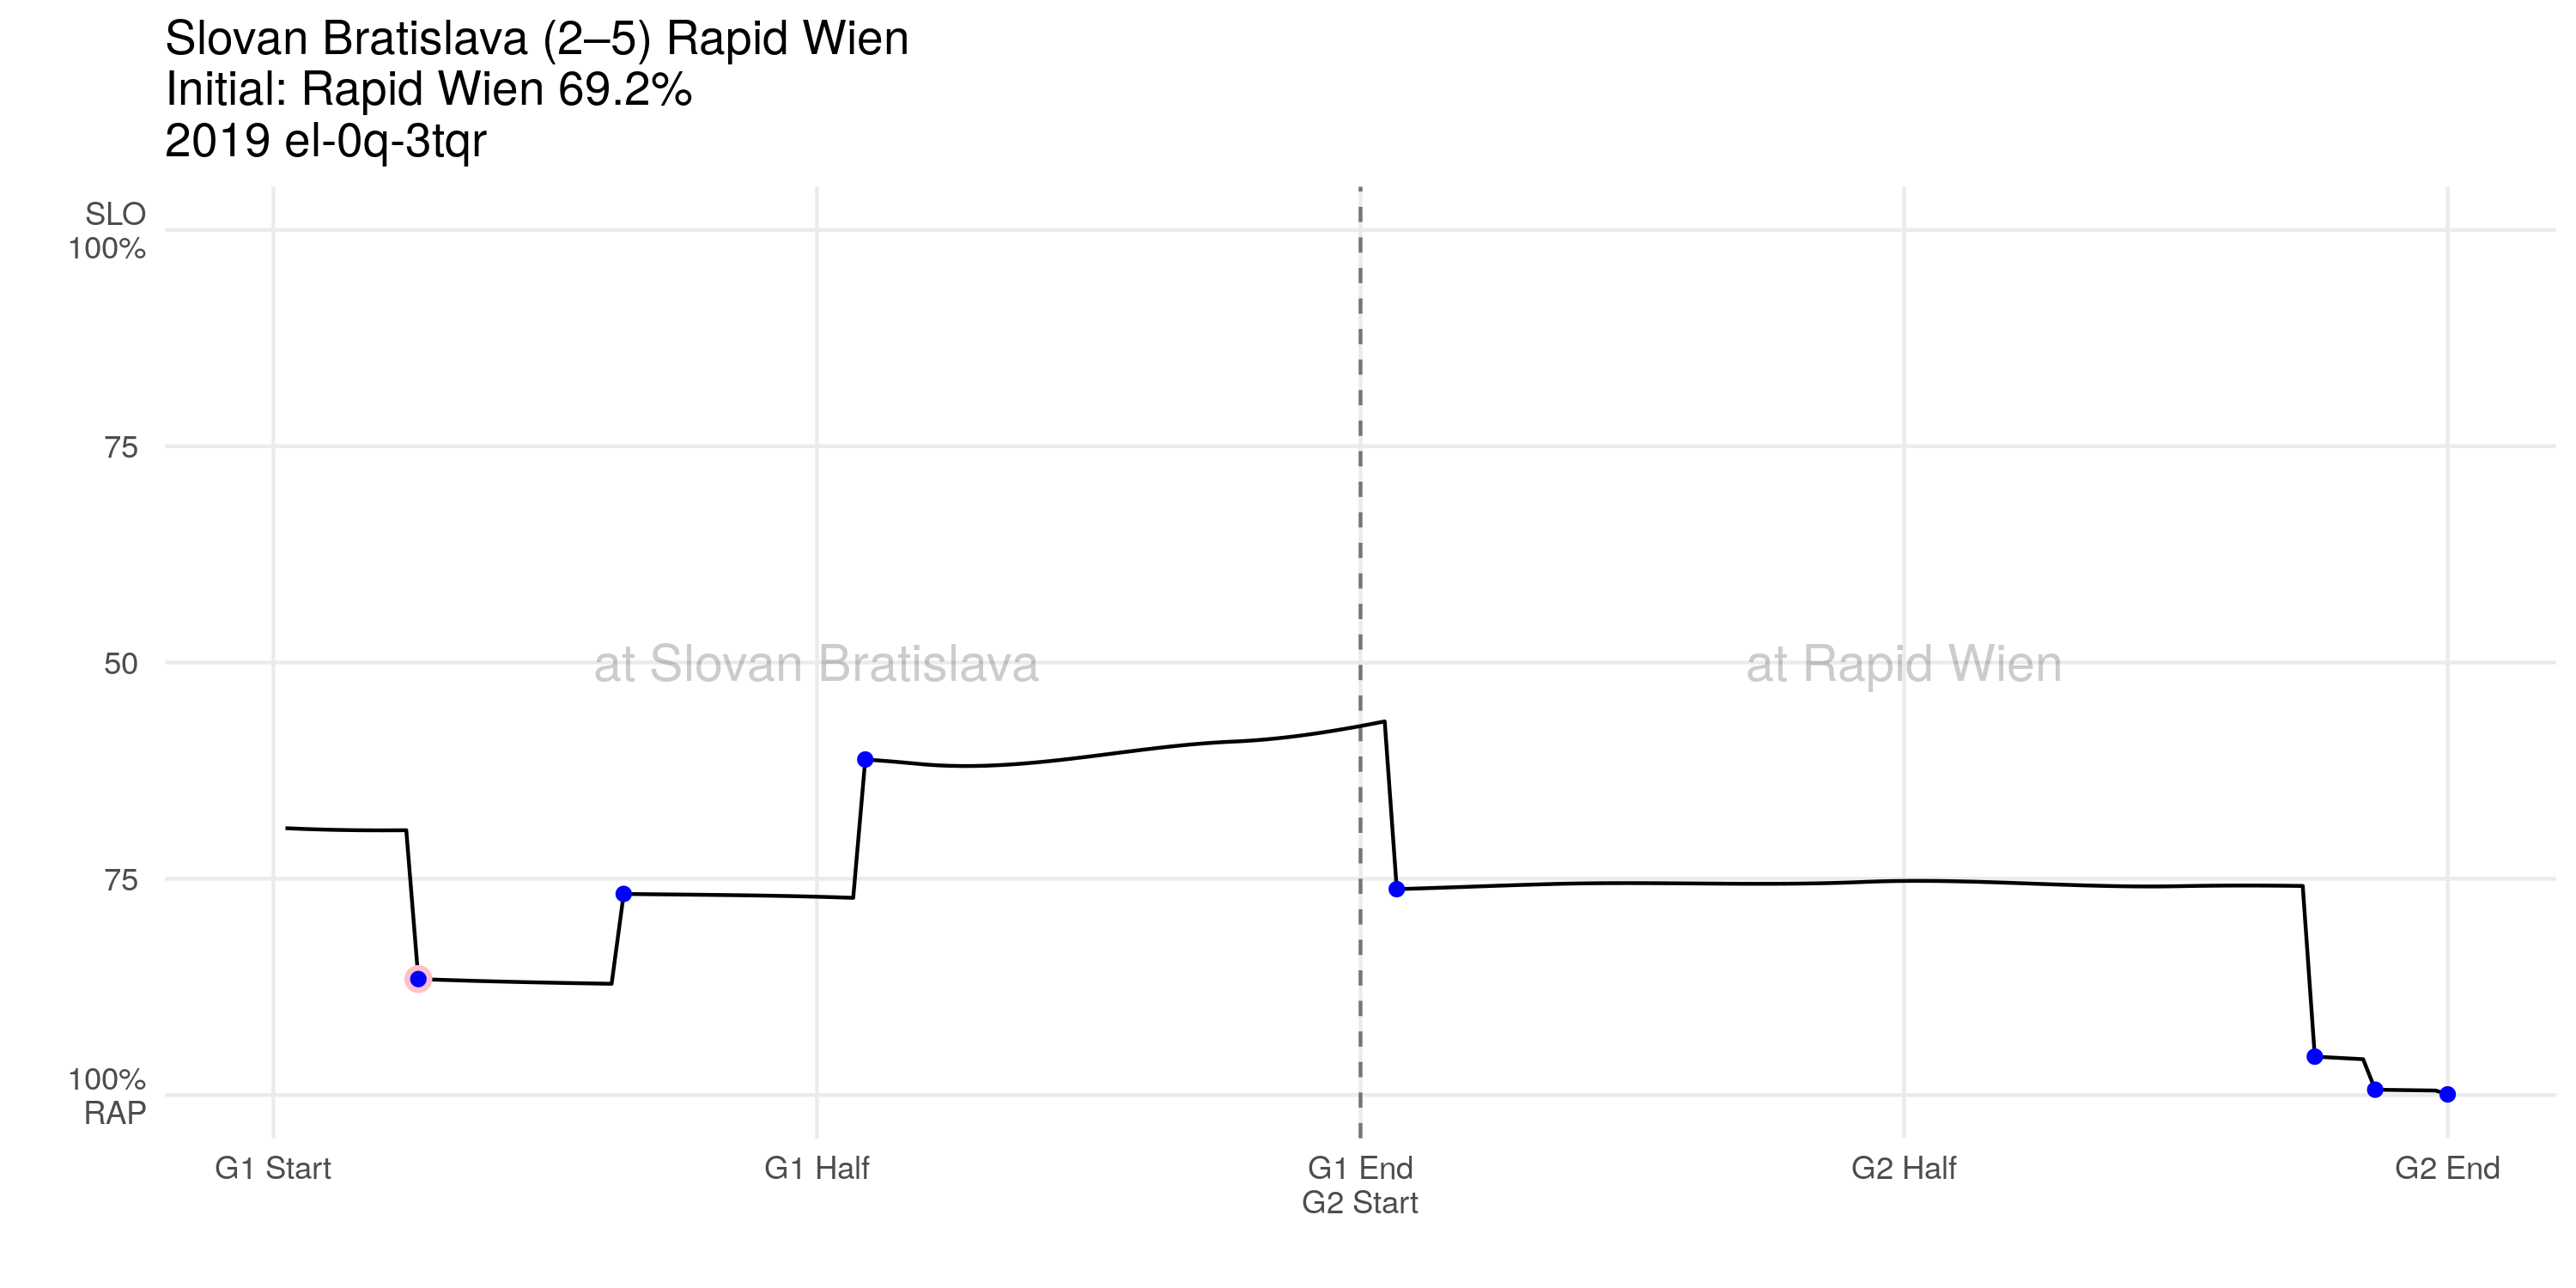 Slovan Bratislava (2–5) Rapid Wien
Initial: Rapid Wien 69.2%
2019 el-0q-3tqr
SLO
100%
75
50
75
100%
RAP
at Slovan Bratislava
at Rapid Wien
G1 Start
G1 Half
G1 End
G2 Start
G2 Half
G2 End